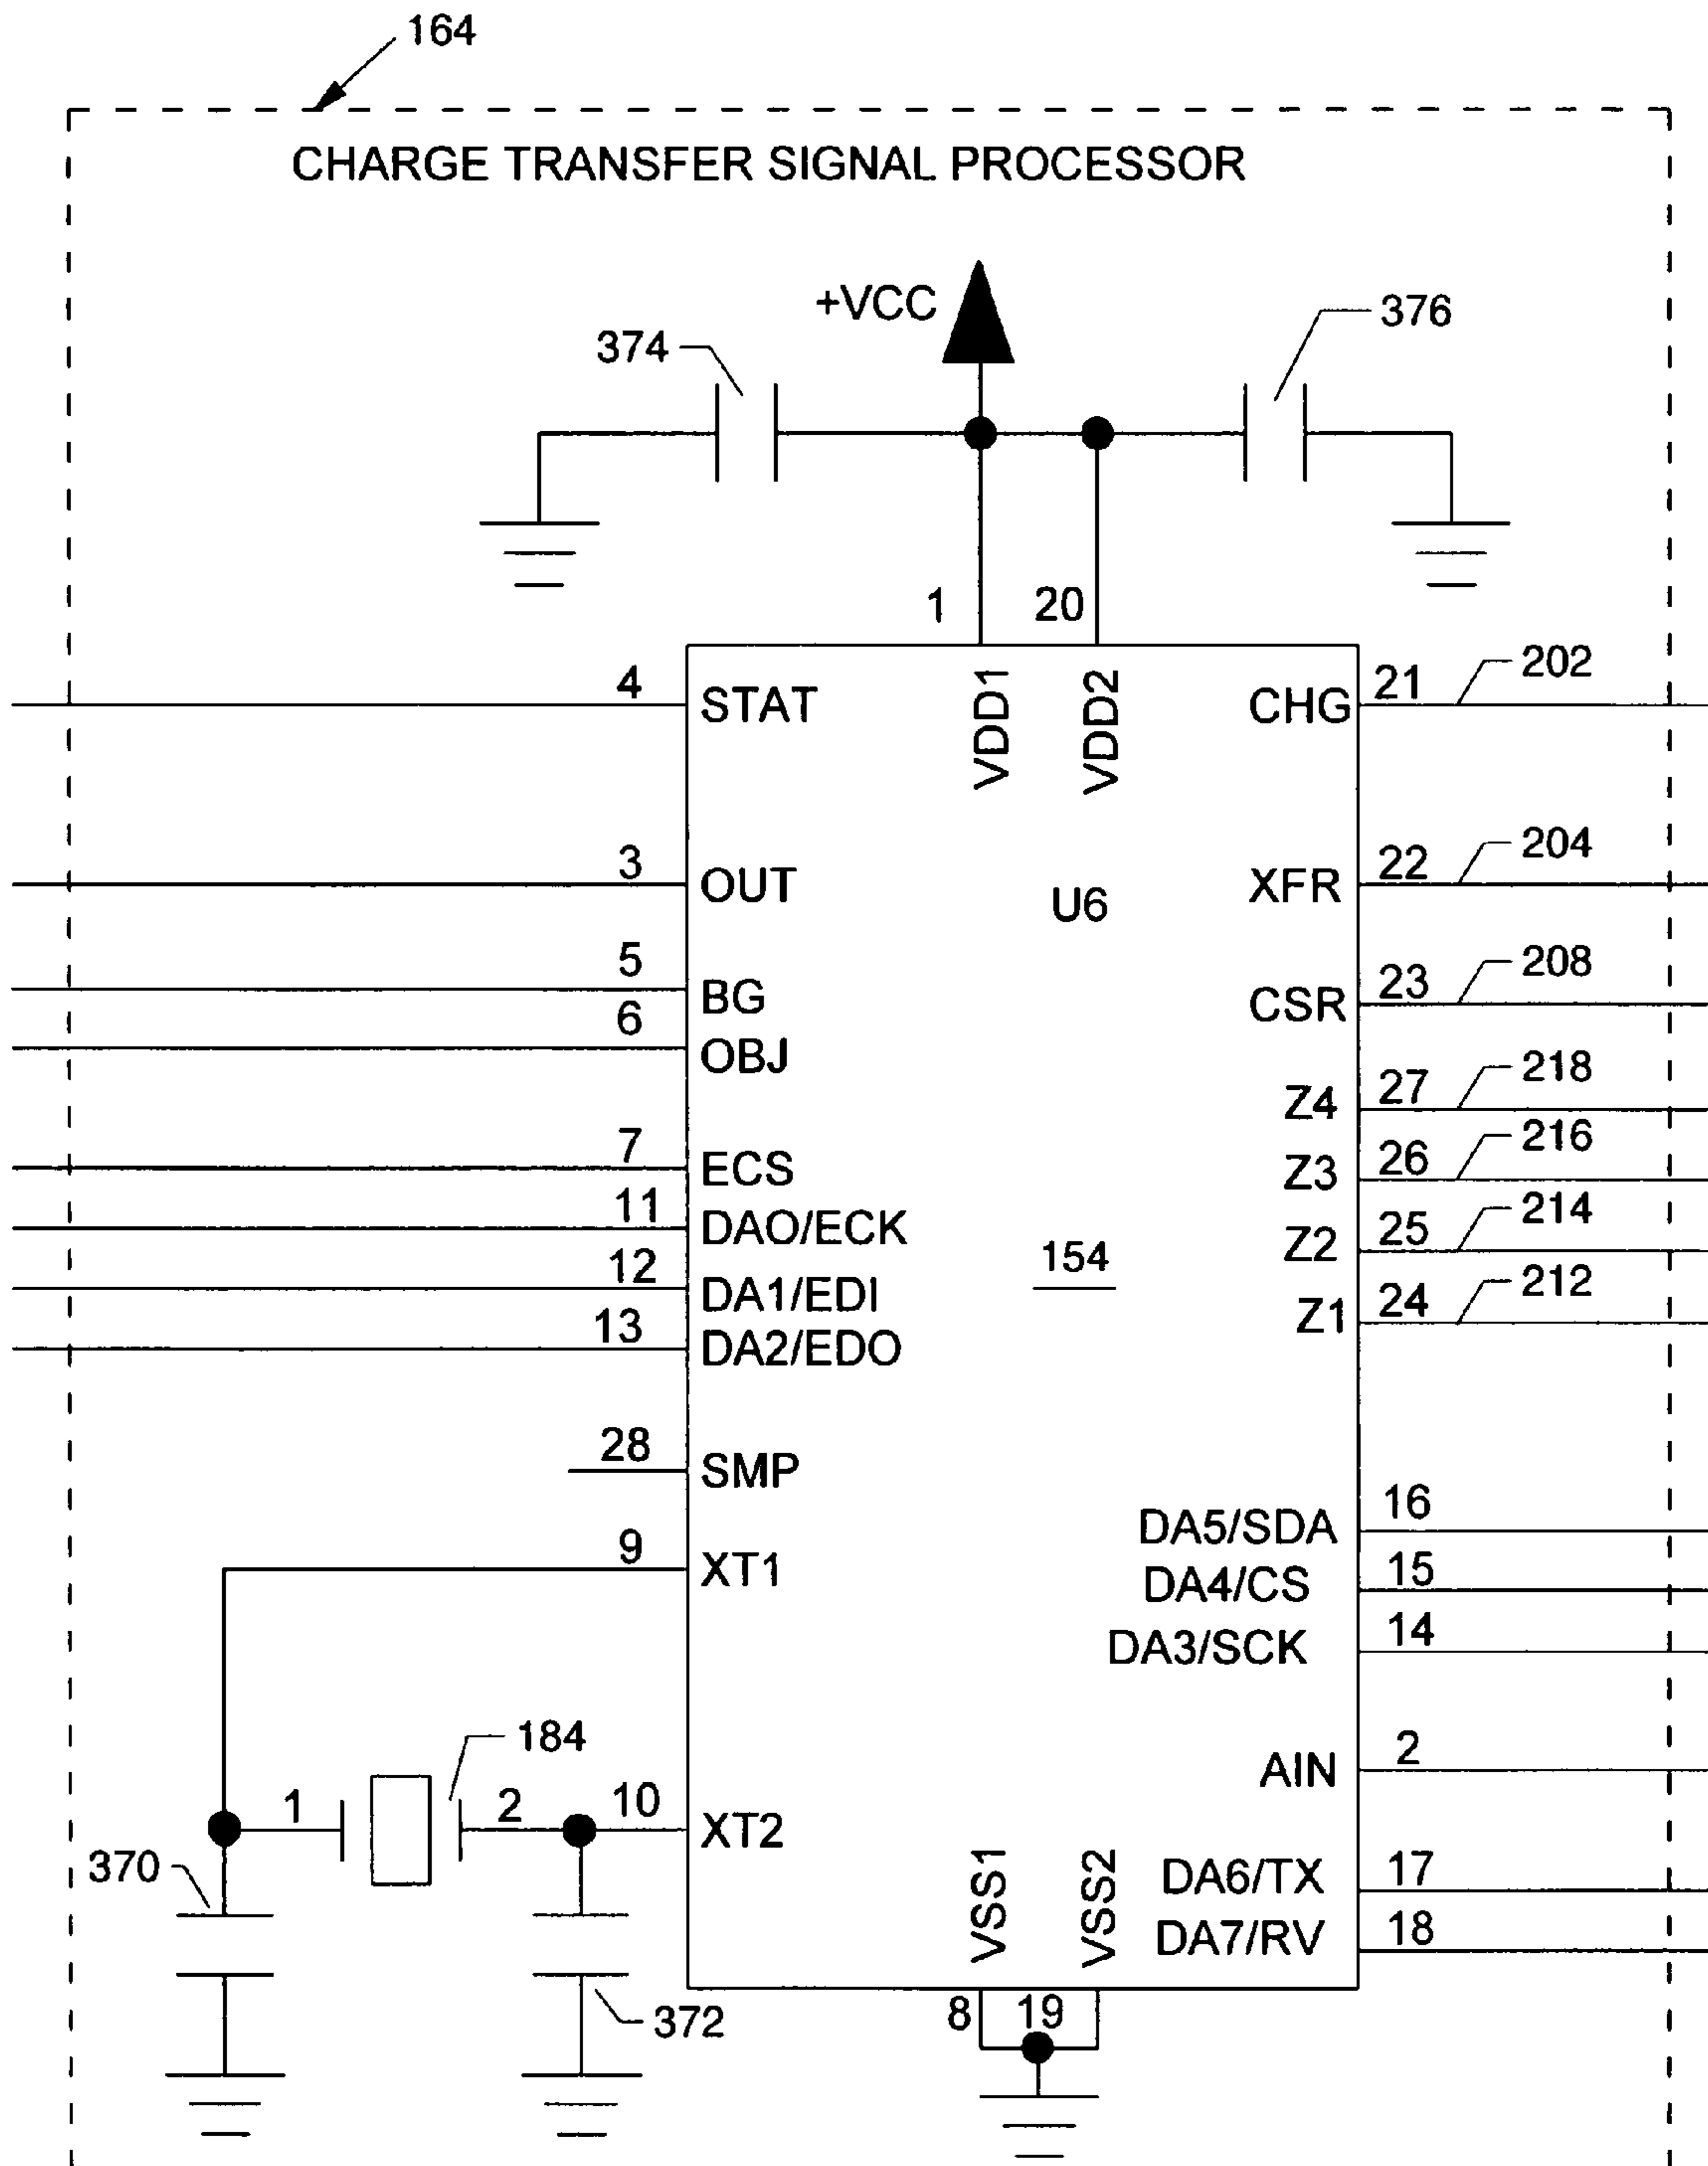 164
CHARGE TRANSFER SIGNAL PROCESSOR
+VCC
374
376
1
20
4
STAT
VDD1
VDD2
CHG
21
202
3
OUT
U6
XFR
22
204
5
BG
CSR
23
208
6
OBJ
Z4
27
218
7
ECS
Z3
26
216
11
DAO/ECK
Z2
25
214
12
DA1/EDI
154
Z1
24
212
13
DA2/EDO
28
SMP
DA5/SDA
16
9
XT1
DA4/CS
15
DA3/SCK
14
184
AIN
2
1
2
10
XT2
370
VSS1
VSS2
DA6/TX
17
DA7/RV
18
372
8
19